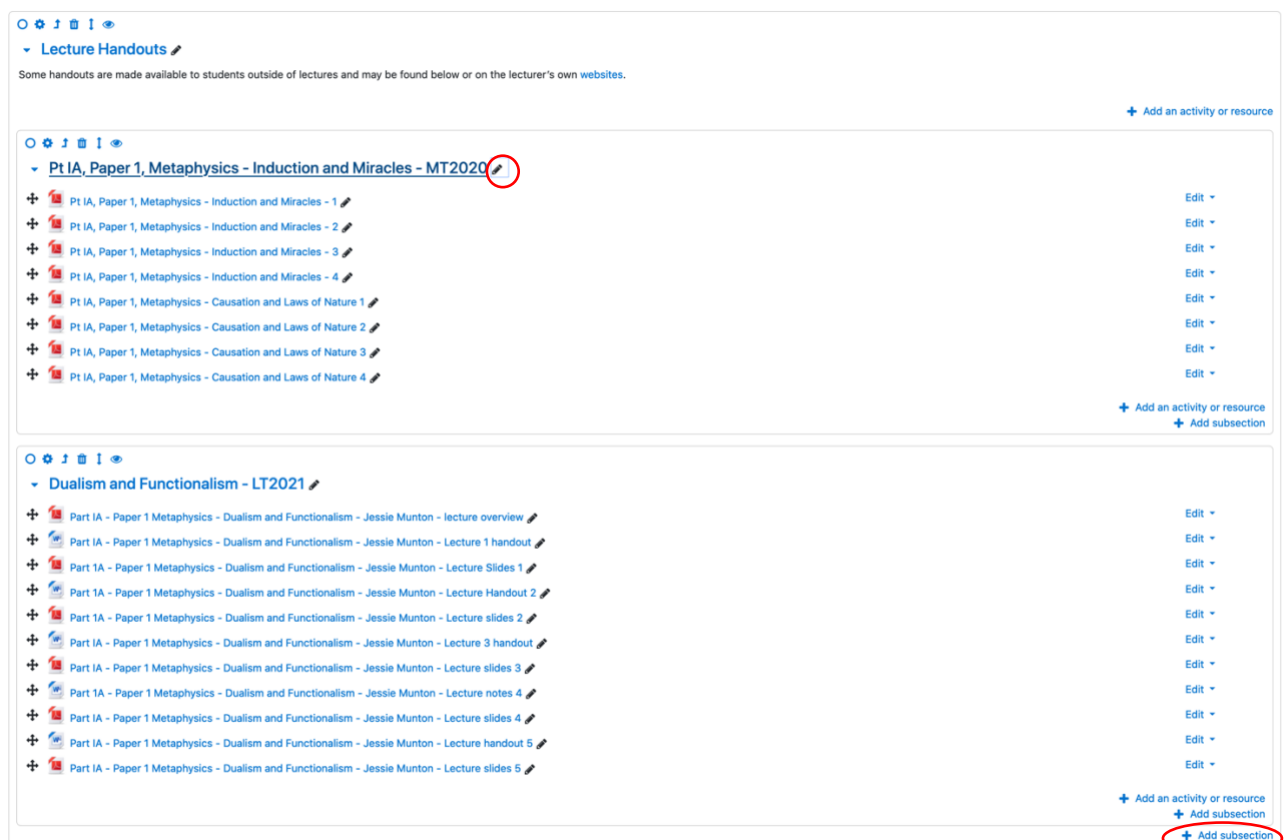 Lecture Handouts
Some handouts are made available to students outside of lectures and may be found below or on the lecturer's own websites.
Add an activity or resource
Pt IA, Paper 1, Metaphysics - Induction and Miracles - MT2020
Pt IA, Paper 1, Metaphysics - Induction and Miracles - 1 Edit
Pt IA, Paper 1, Metaphysics - Induction and Miracles - 2 Edit
Pt IA, Paper 1, Metaphysics - Induction and Miracles - 3 Edit
Pt IA, Paper 1, Metaphysics - Induction and Miracles - 4 Edit
Pt IA, Paper 1, Metaphysics - Causation and Laws of Nature 1 Edit
Pt IA, Paper 1, Metaphysics - Causation and Laws of Nature 2 Edit
Pt IA, Paper 1, Metaphysics - Causation and Laws of Nature 3 Edit
Pt IA, Paper 1, Metaphysics - Causation and Laws of Nature 4 Edit
Add an activity or resource
Add subsection
Dualism and Functionalism - LT2021
Part IA - Paper 1 Metaphysics - Dualism and Functionalism - Jessie Munton - lecture overview Edit
Part IA - Paper 1 Metaphysics - Dualism and Functionalism - Jessie Munton - Lecture 1 handout Edit
Part 1A - Paper 1 Metaphysics - Dualism and Functionalism - Jessie Munton - Lecture Slides 1 Edit
Part 1A - Paper 1 Metaphysics - Dualism and Functionalism - Jessie Munton - Lecture Handout 2 Edit
Part 1A - Paper 1 Metaphysics - Dualism and Functionalism - Jessie Munton - Lecture slides 2 Edit
Part IA - Paper 1 Metaphysics - Dualism and Functionalism - Jessie Munton - Lecture 3 handout Edit
Part IA - Paper 1 Metaphysics - Dualism and Functionalism - Jessie Munton - Lecture slides 3 Edit
Part 1A - Paper 1 Metaphysics - Dualism and Functionalism - Jessie Munton - Lecture notes 4 Edit
Part IA - Paper 1 Metaphysics - Dualism and Functionalism - Jessie Munton - Lecture slides 4 Edit
Part IA - Paper 1 Metaphysics - Dualism and Functionalism - Jessie Munton - Lecture handout 5 Edit
Part IA - Paper 1 Metaphysics - Dualism and Functionalism - Jessie Munton - Lecture slides 5 Edit
Add an activity or resource
Add subsection
Add subsection